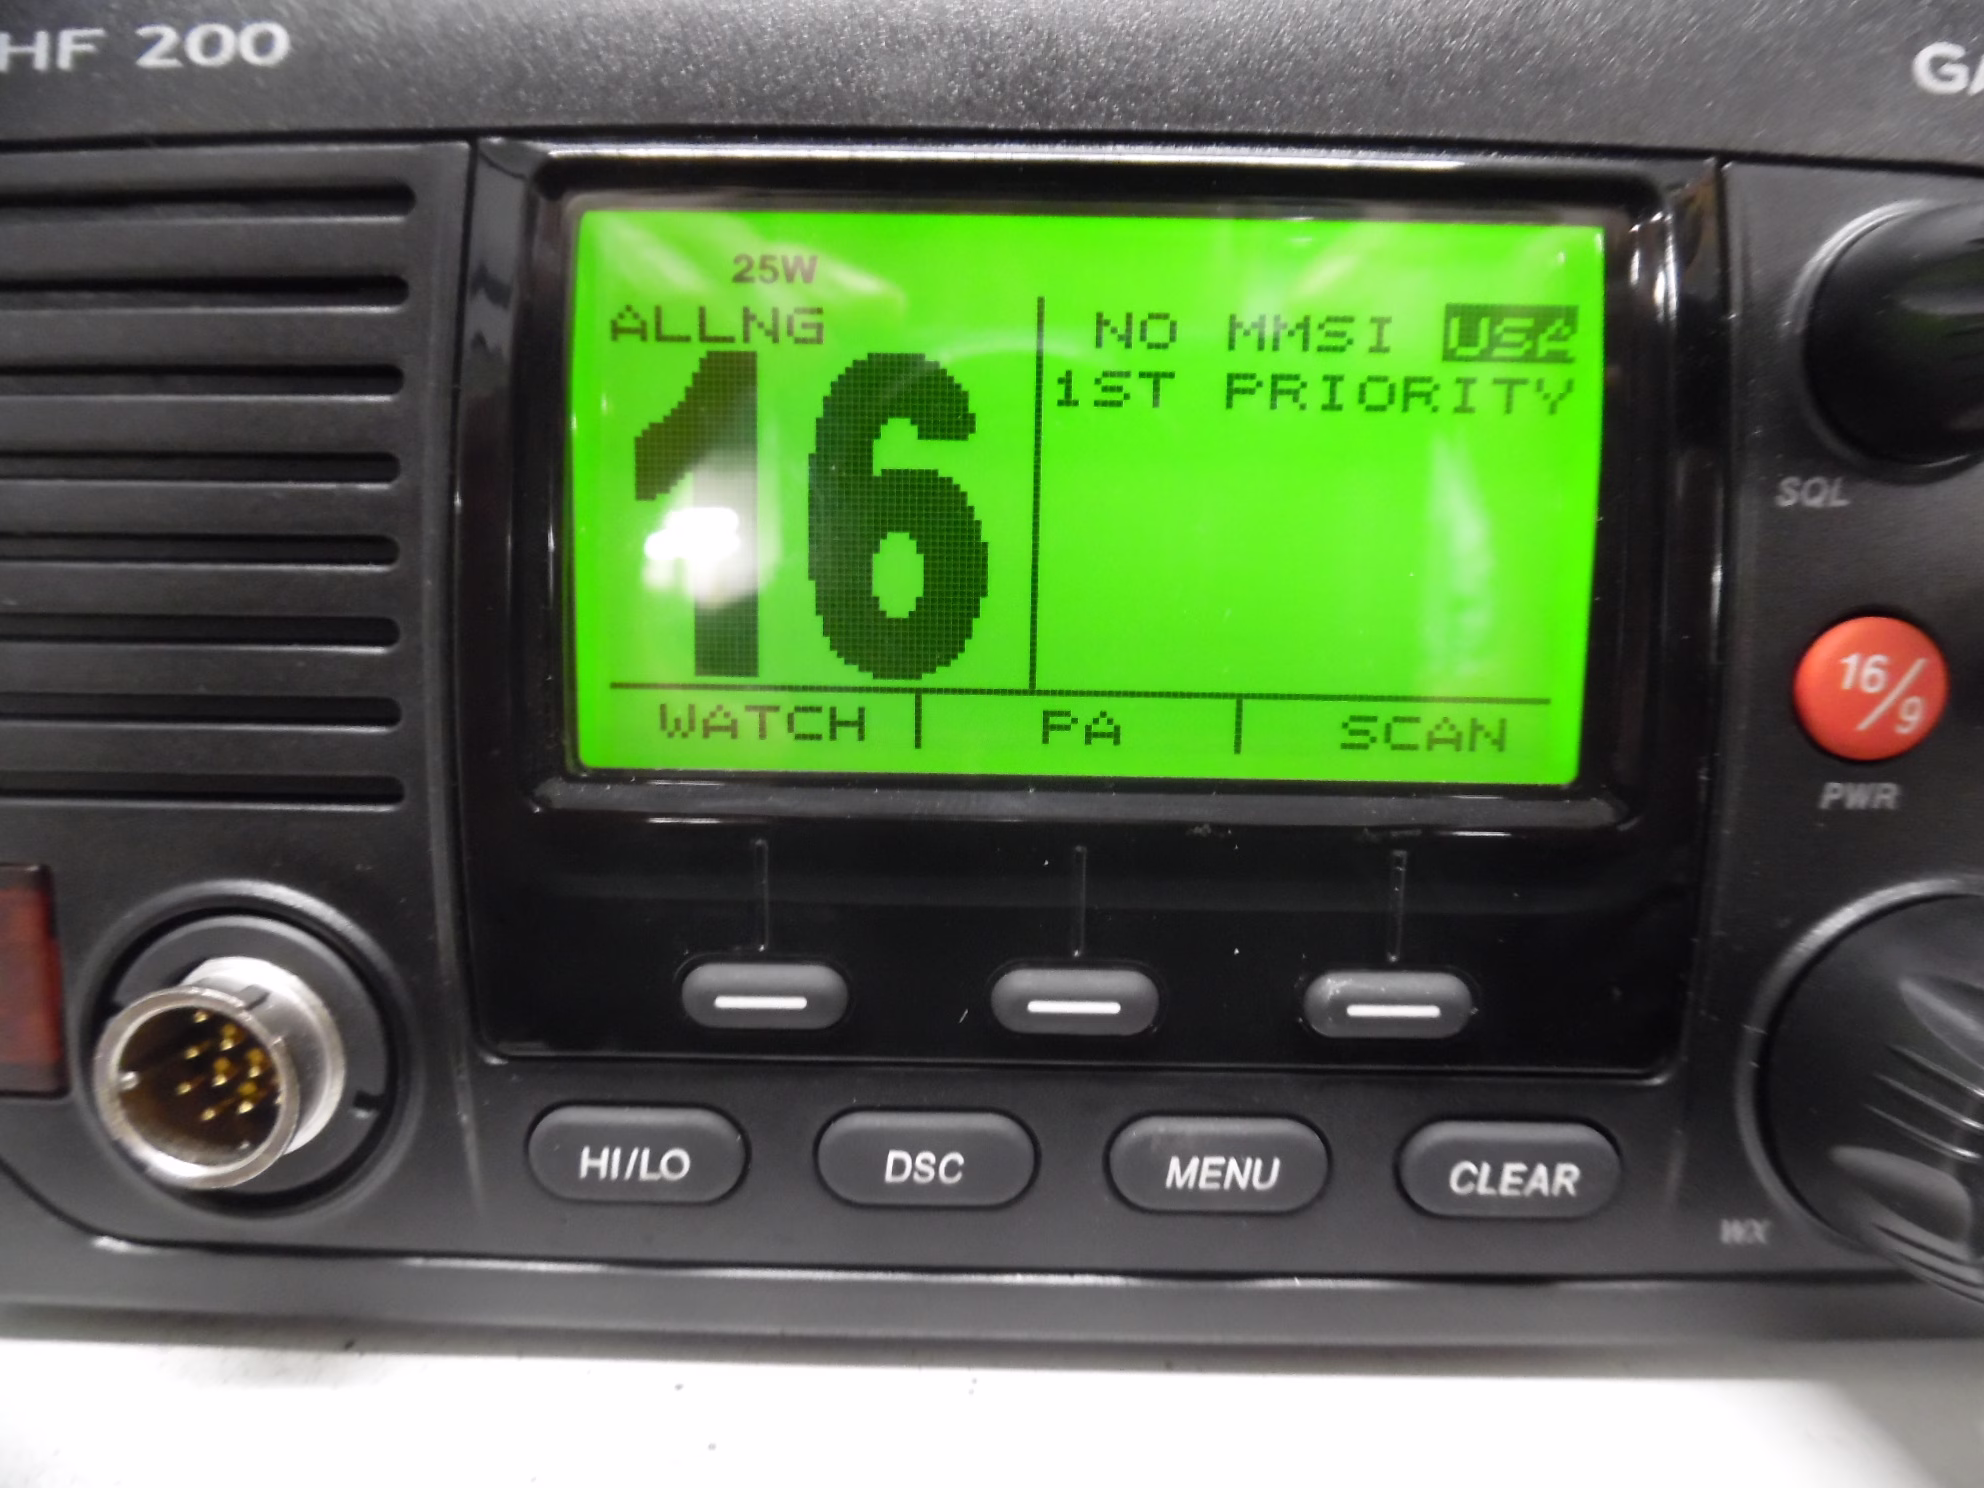 HF 200
GA
25W
ALLNG
NO MMSI USA
1ST PRIORITY
16
WATCH PA SCAN
SQL
16/9
PWR
HI/LO DSC MENU CLEAR
WX